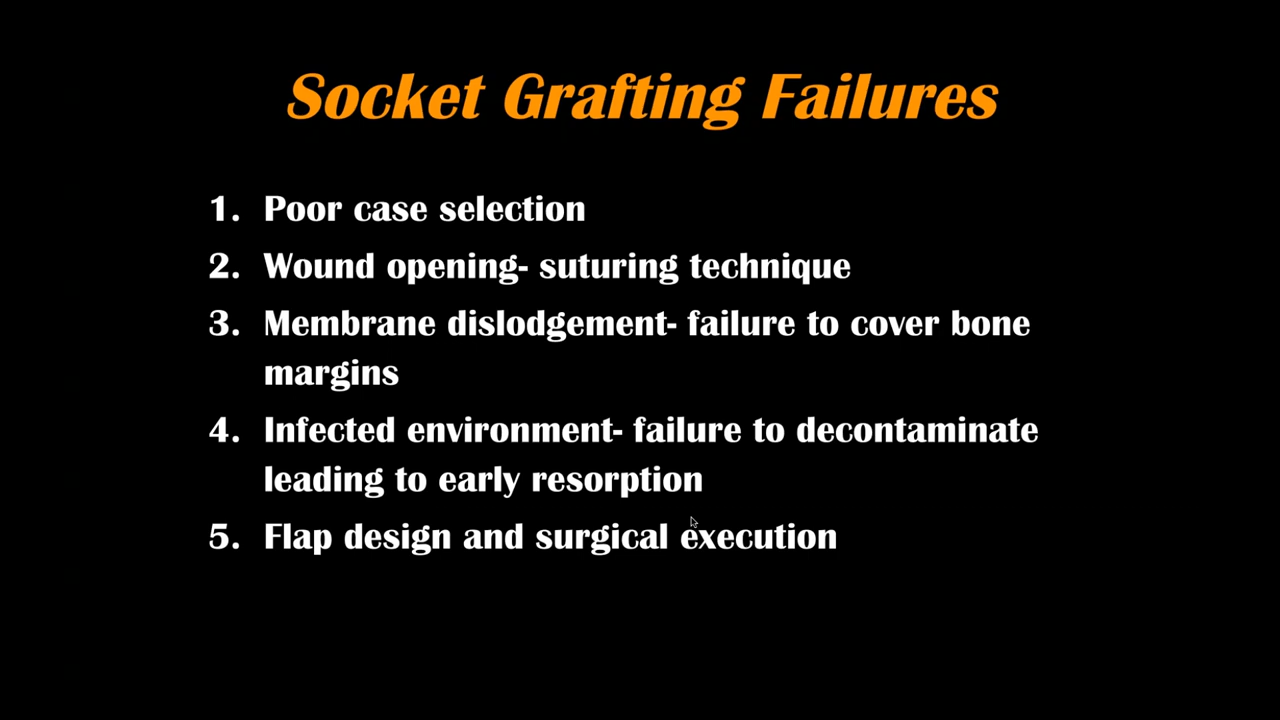 Socket Grafting Failures
1. Poor case selection
2. Wound opening- suturing technique
3. Membrane dislodgement- failure to cover bone
margins
4. Infected environment- failure to decontaminate
leading to early resorption
5. Flap design and surgical execution